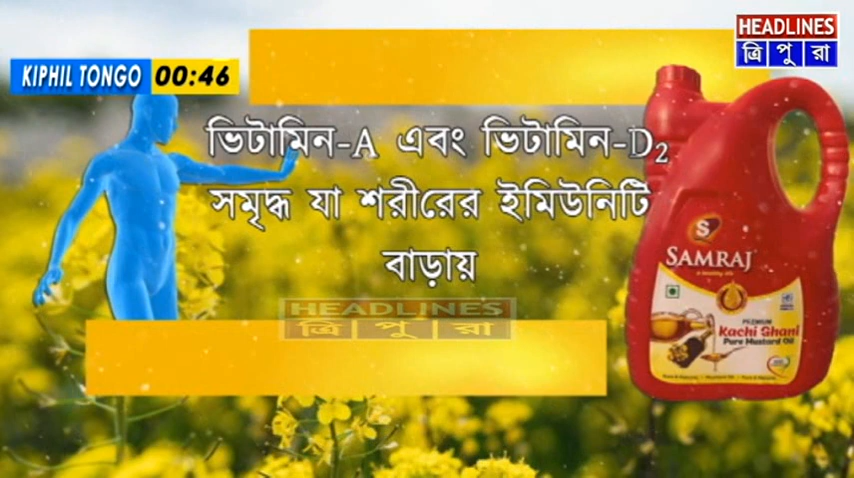 HEADLINES
ত্রিপুরা
KIPHIL TONGO 00:46
ভিটামিন-A এবং ভিটামিন-D₂
সমৃদ্ধ যা শরীরের ইমিউনিটি
বাড়ায়
HEADLINES
ত্রিপুরা
S
SAMRAJ
PREMIUM
Kachi Ghani
Pure Mustard Oil